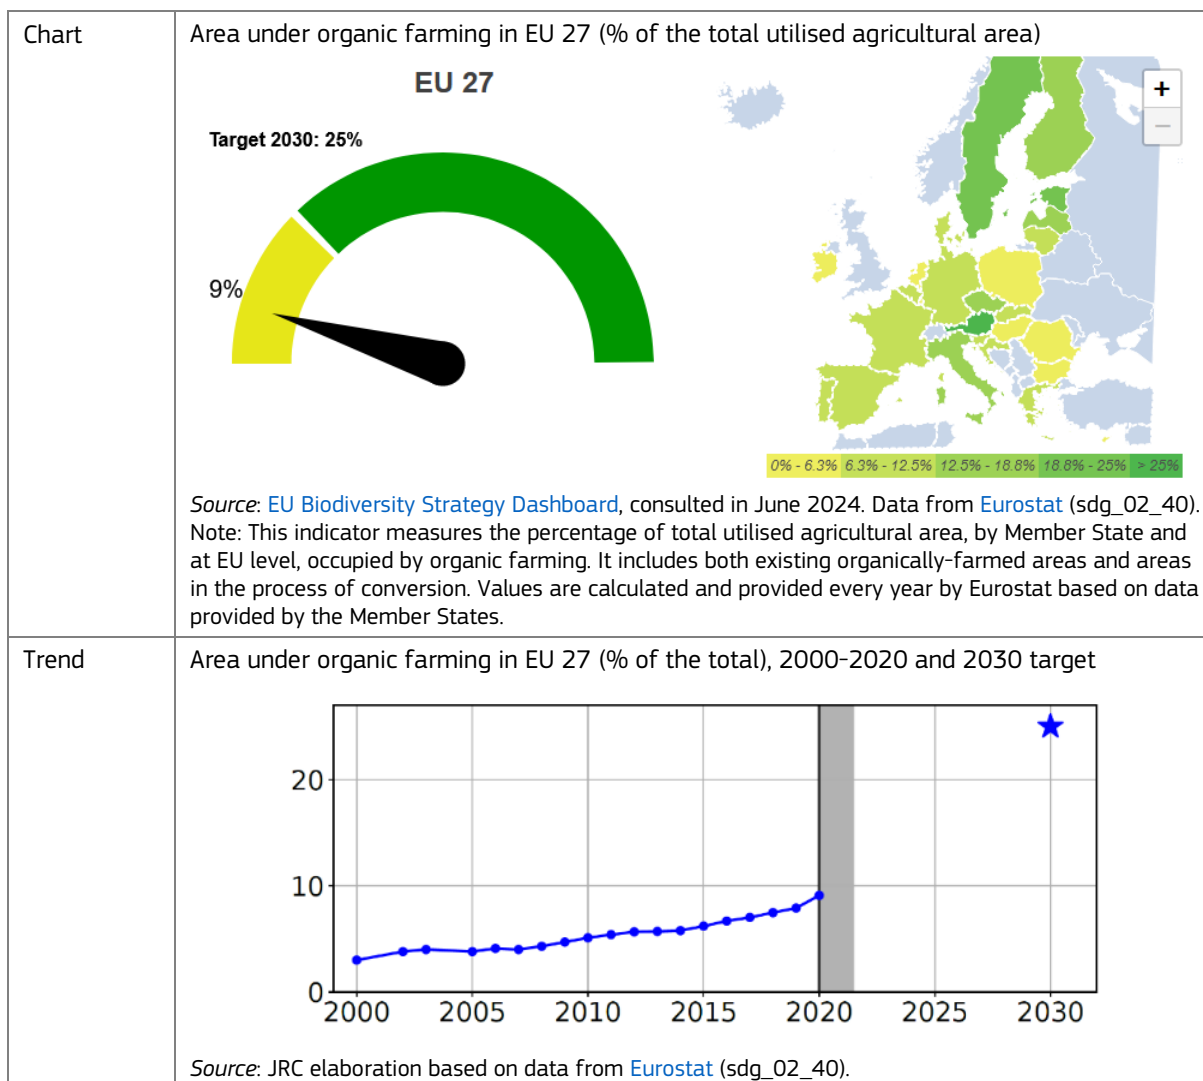 Chart
Area under organic farming in EU 27 (% of the total utilised agricultural area)
EU 27
Target 2030: 25%
9%
+
−
0% - 6.3% 6.3% - 12.5% 12.5% - 18.8% 18.8% - 25% > 25%
Source: EU Biodiversity Strategy Dashboard, consulted in June 2024. Data from Eurostat (sdg_02_40).
Note: This indicator measures the percentage of total utilised agricultural area, by Member State and
at EU level, occupied by organic farming. It includes both existing organically-farmed areas and areas
in the process of conversion. Values are calculated and provided every year by Eurostat based on data
provided by the Member States.
Trend
Area under organic farming in EU 27 (% of the total), 2000-2020 and 2030 target
20
10
0
2000 2005 2010 2015 2020 2025 2030
Source: JRC elaboration based on data from Eurostat (sdg_02_40).